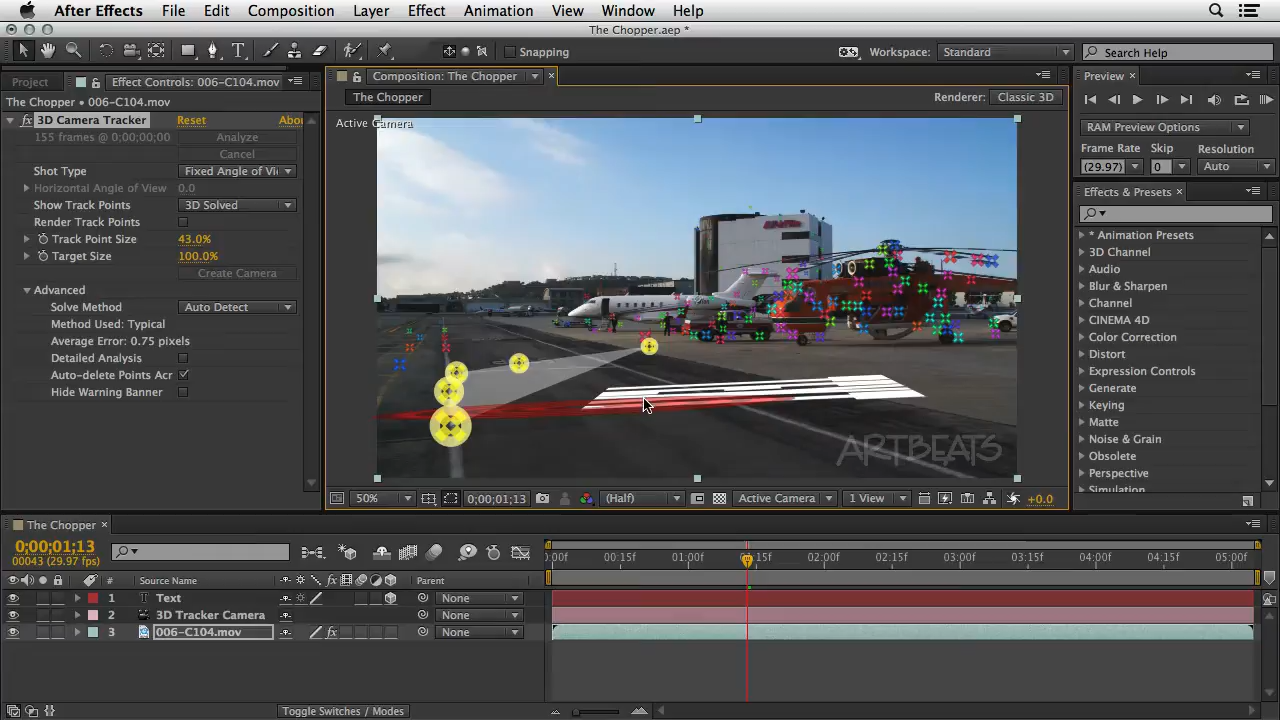 After Effects File Edit Composition Layer Effect Animation View Window Help
The Chopper.aep *
Snapping
Workspace: Standard
Search Help
Project
Effect Controls: 006-C104.mov
Composition: The Chopper
Preview
The Chopper • 006-C104.mov
The Chopper
Renderer: Classic 3D
3D Camera Tracker Reset Abou
155 frames @ 0;00;00;00 Analyze
Cancel
Shot Type Fixed Angle of Vi
Horizontal Angle of View 0.0
Show Track Points 3D Solved
Render Track Points
Track Point Size 43.0%
Target Size 100.0%
Create Camera
Advanced
Solve Method Auto Detect
Method Used: Typical
Average Error: 0.75 pixels
Detailed Analysis
Auto-delete Points Acr
Hide Warning Banner
Active Camera
ARTBEATS
50% 0;00;01;13 (Half) Active Camera 1 View +0.0
RAM Preview Options
Frame Rate Skip Resolution
(29.97) 0 Auto
Effects & Presets
* Animation Presets
3D Channel
Audio
Blur & Sharpen
Channel
CINEMA 4D
Color Correction
Distort
Expression Controls
Generate
Keying
Matte
Noise & Grain
Obsolete
Perspective
Simulation
The Chopper
0;00;01;13
00043 (29.97 fps)
:00f 00:15f 01:00f 01:15f 02:00f 02:15f 03:00f 03:15f 04:00f 04:15f 05:00f
# Source Name Parent
1 Text None
2 3D Tracker Camera None
3 006-C104.mov None
Toggle Switches / Modes